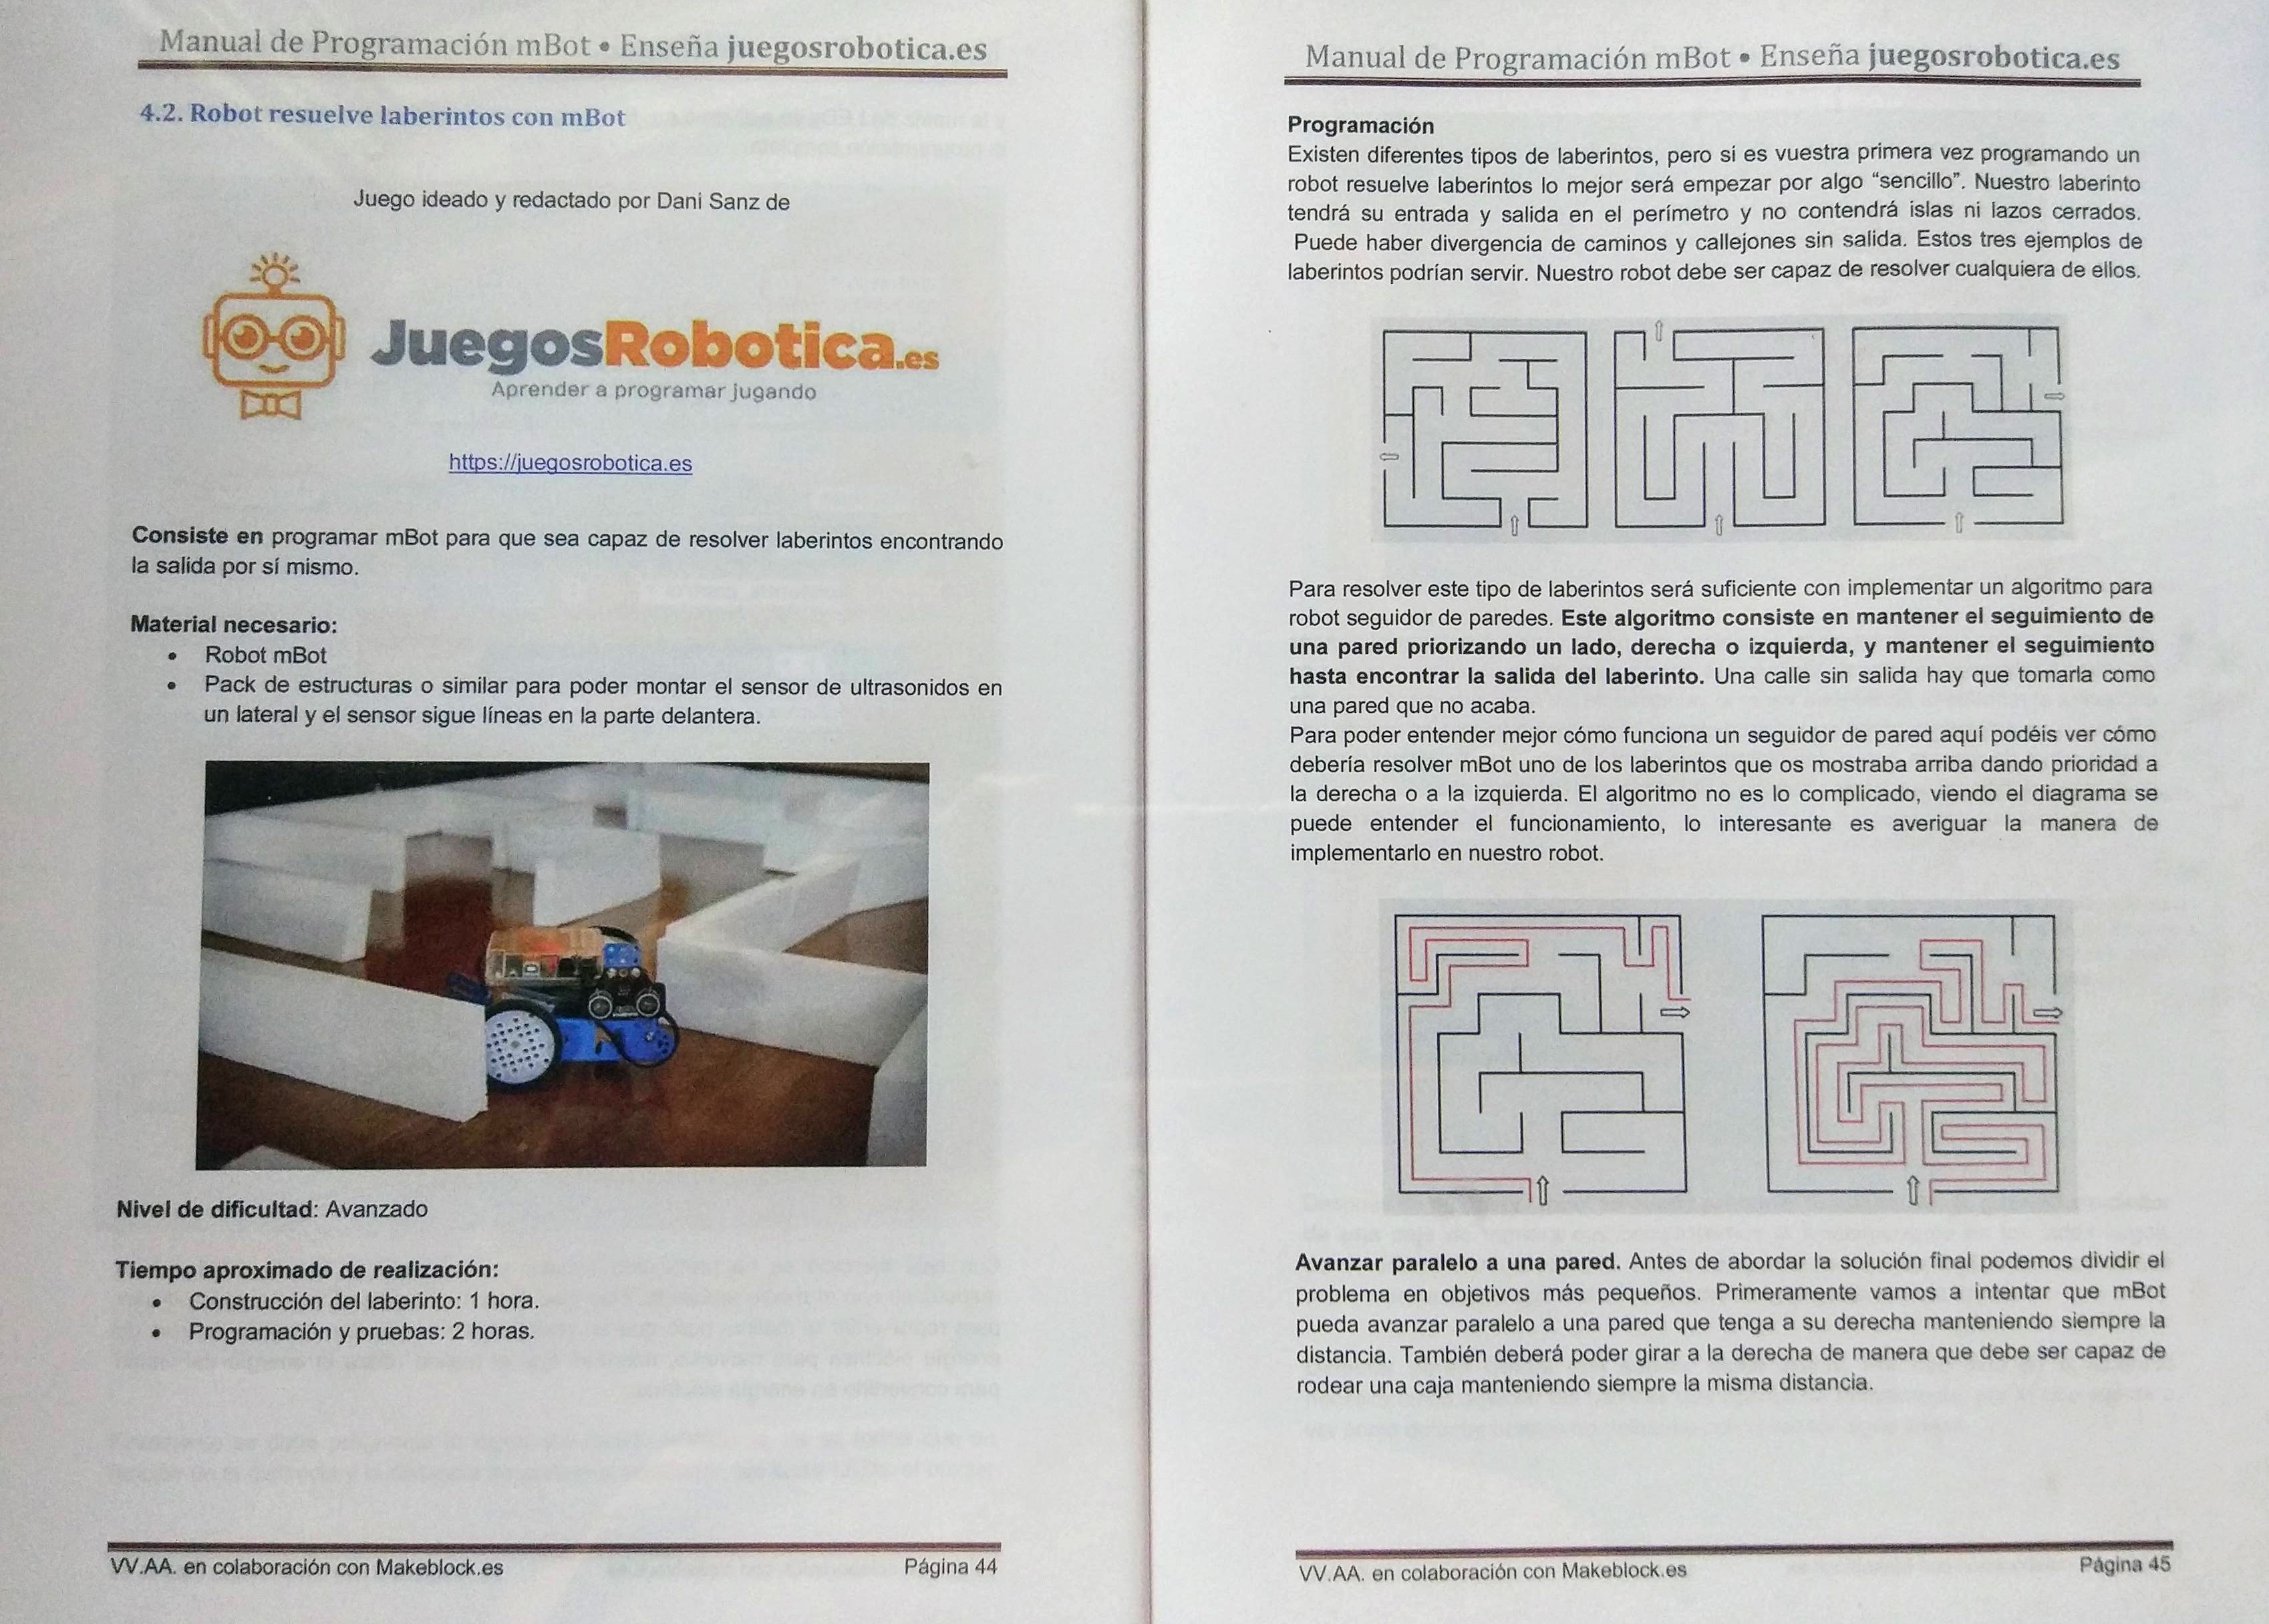 Manual de Programación mBot • Enseña juegosrobotica.es
4.2. Robot resuelve laberintos con mBot
Juego ideado y redactado por Dani Sanz de
JuegosRobotica.es
Aprender a programar jugando
https://juegosrobotica.es
Consiste en programar mBot para que sea capaz de resolver laberintos encontrando
la salida por sí mismo.
Material necesario:
• Robot mBot
• Pack de estructuras o similar para poder montar el sensor de ultrasonidos en
un lateral y el sensor sigue líneas en la parte delantera.
Nivel de dificultad: Avanzado
Tiempo aproximado de realización:
• Construcción del laberinto: 1 hora.
• Programación y pruebas: 2 horas.
VV.AA. en colaboración con Makeblock.es Página 44
Manual de Programación mBot • Enseña juegosrobotica.es
Programación
Existen diferentes tipos de laberintos, pero si es vuestra primera vez programando un
robot resuelve laberintos lo mejor será empezar por algo “sencillo”. Nuestro laberinto
tendrá su entrada y salida en el perímetro y no contendrá islas ni lazos cerrados.
Puede haber divergencia de caminos y callejones sin salida. Estos tres ejemplos de
laberintos podrían servir. Nuestro robot debe ser capaz de resolver cualquiera de ellos.
Para resolver este tipo de laberintos será suficiente con implementar un algoritmo para
robot seguidor de paredes. Este algoritmo consiste en mantener el seguimiento de
una pared priorizando un lado, derecha o izquierda, y mantener el seguimiento
hasta encontrar la salida del laberinto. Una calle sin salida hay que tomarla como
una pared que no acaba.
Para poder entender mejor cómo funciona un seguidor de pared aquí podéis ver cómo
debería resolver mBot uno de los laberintos que os mostraba arriba dando prioridad a
la derecha o a la izquierda. El algoritmo no es lo complicado, viendo el diagrama se
puede entender el funcionamiento, lo interesante es averiguar la manera de
implementarlo en nuestro robot.
Avanzar paralelo a una pared. Antes de abordar la solución final podemos dividir el
problema en objetivos más pequeños. Primeramente vamos a intentar que mBot
pueda avanzar paralelo a una pared que tenga a su derecha manteniendo siempre la
distancia. También deberá poder girar a la derecha de manera que debe ser capaz de
rodear una caja manteniendo siempre la misma distancia.
VV.AA. en colaboración con Makeblock.es Página 45